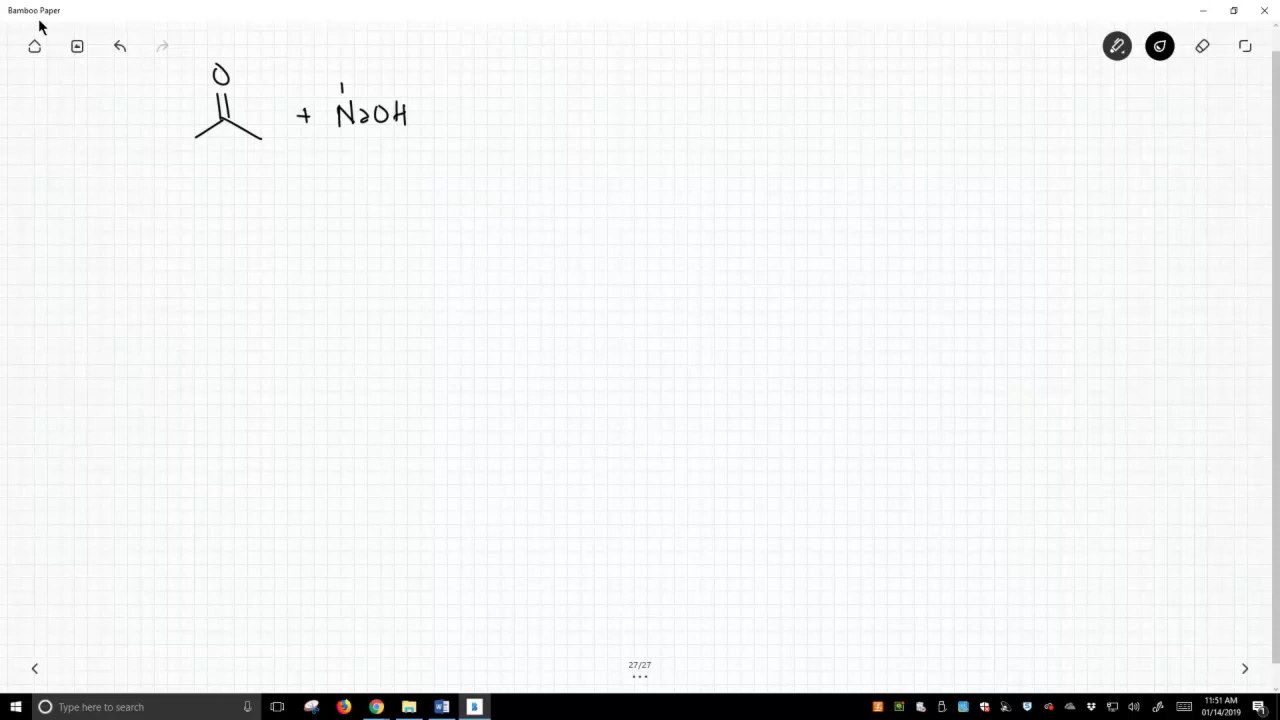 Bamboo Paper
O
+ NaOH
27/27
Type here to search
11:51 AM
01/14/2019